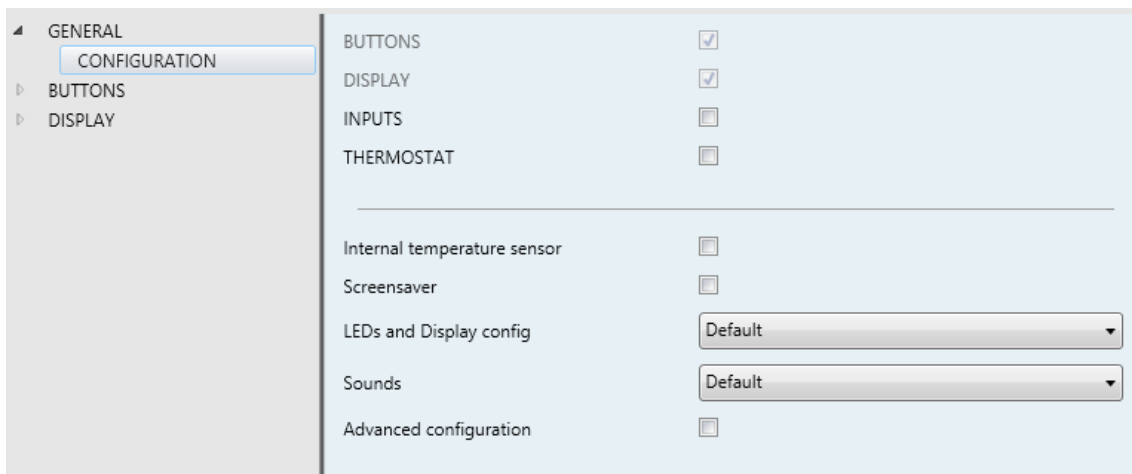 GENERAL
CONFIGURATION
BUTTONS
DISPLAY
BUTTONS
DISPLAY
INPUTS
THERMOSTAT
Internal temperature sensor
Screensaver
LEDs and Display config Default
Sounds Default
Advanced configuration